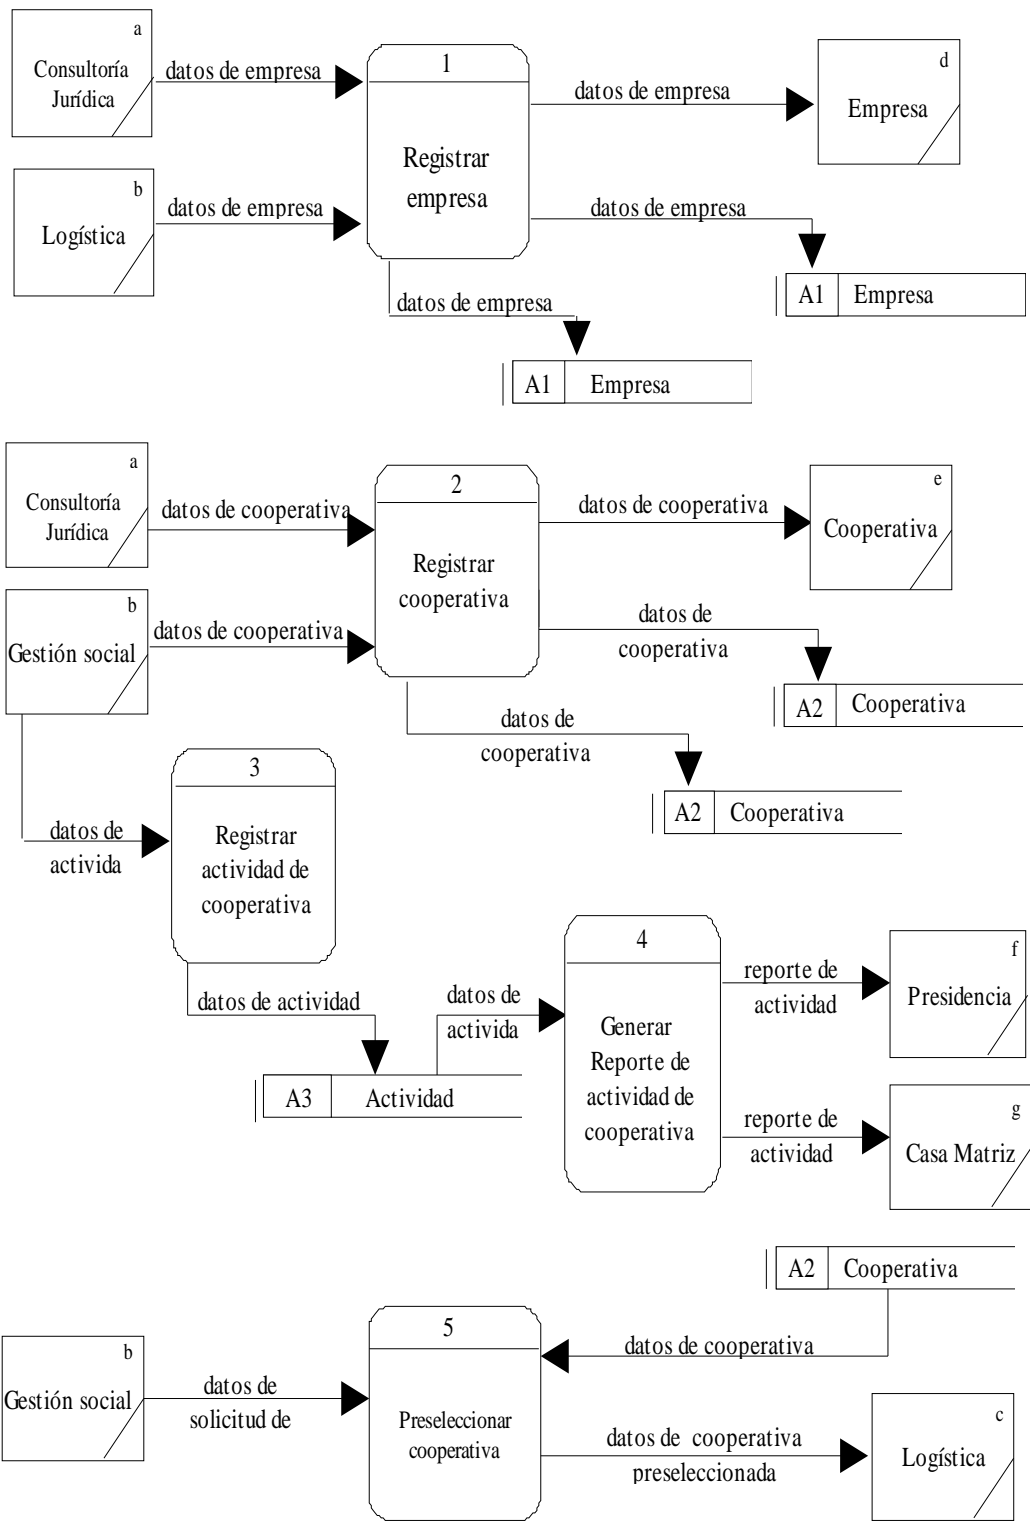 a
Consultoría
Jurídica
datos de empresa
1
Registrar
empresa
datos de empresa
d
Empresa
b
Logística
datos de empresa
datos de empresa
A1 Empresa
datos de empresa
A1 Empresa
a
Consultoría
Jurídica
datos de cooperativa
2
Registrar
cooperativa
datos de cooperativa
e
Cooperativa
b
Gestión social
datos de cooperativa
datos de
cooperativa
A2 Cooperativa
datos de
cooperativa
A2 Cooperativa
datos de
activida
3
Registrar
actividad de
cooperativa
datos de actividad
A3 Actividad
datos de
activida
4
Generar
Reporte de
actividad de
cooperativa
reporte de
actividad
f
Presidencia
reporte de
actividad
g
Casa Matriz
A2 Cooperativa
datos de cooperativa
b
Gestión social
datos de
solicitud de
5
Preseleccionar
cooperativa
datos de cooperativa
preseleccionada
c
Logística